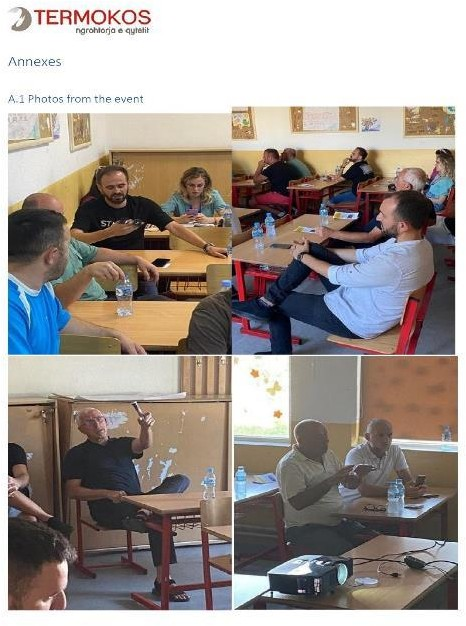 TERMOKOS
ngrohtorja e qytetit
Annexes
A.1 Photos from the event